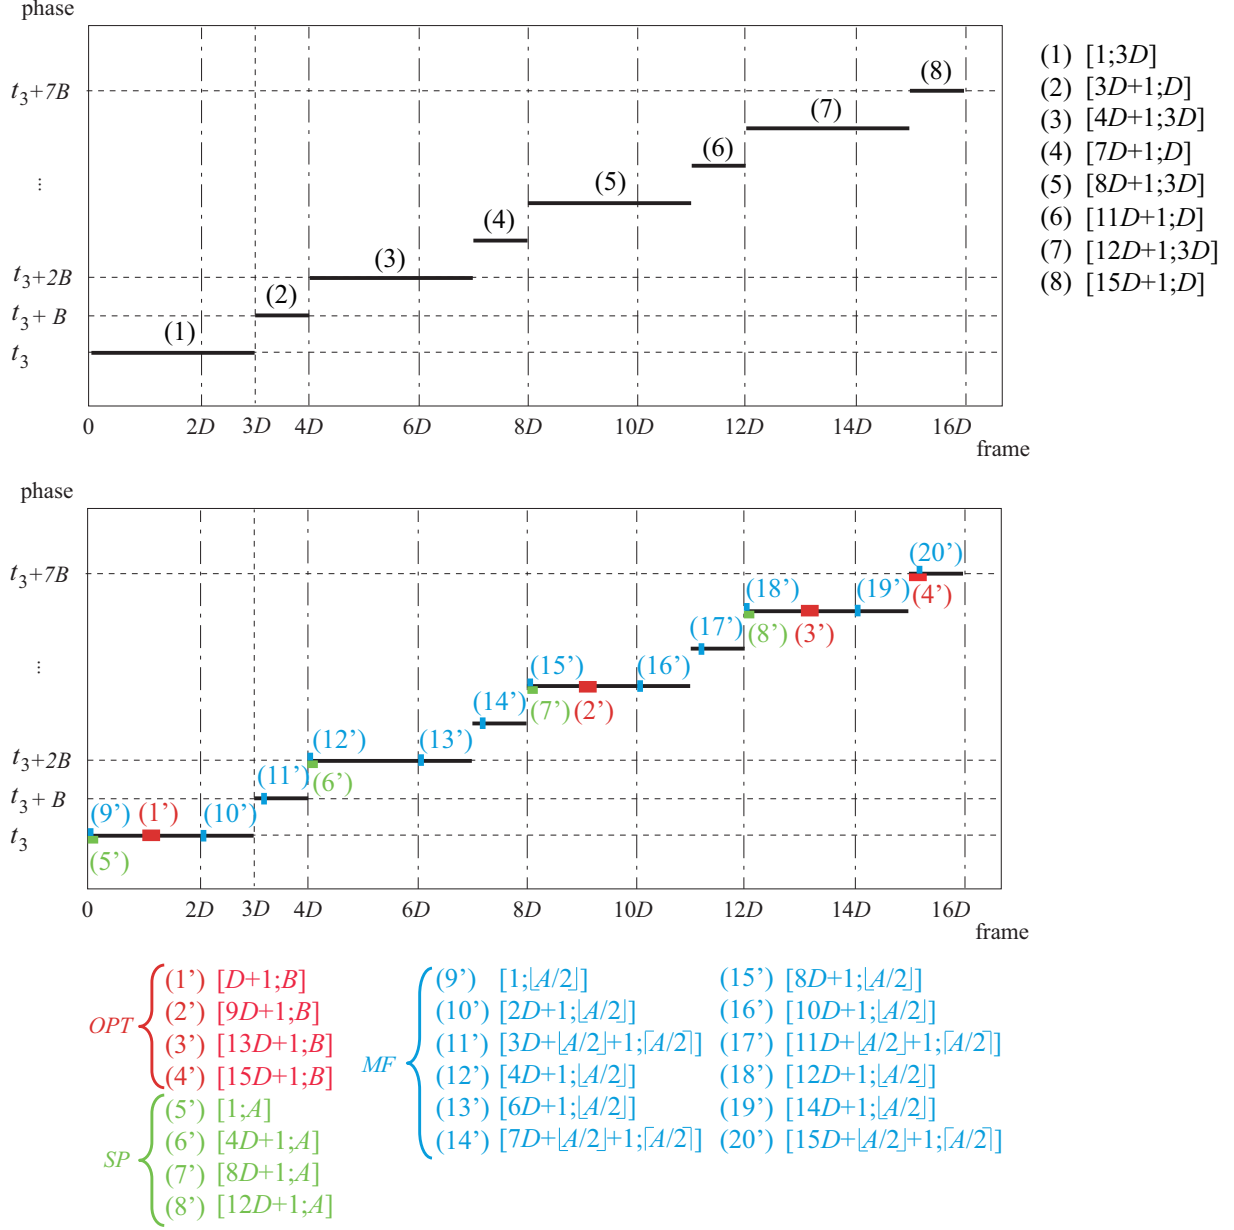 phase
(8)
t3+7B
(7)
(6)
⋮
(5)
(4)
(3)
t3+2B
(2)
t3+B
(1)
t3
0 2D 3D 4D 6D 8D 10D 12D 14D 16D
frame
(1) [1;3D]
(2) [3D+1;D]
(3) [4D+1;3D]
(4) [7D+1;D]
(5) [8D+1;3D]
(6) [11D+1;D]
(7) [12D+1;3D]
(8) [15D+1;D]
phase
(20’)
t3+7B
(18’) (19’) (4’)
(17’) (8’) (3’)
⋮
(15’) (16’)
(14’) (7’) (2’)
(12’) (13’)
t3+2B
(11’) (6’)
t3+B
(9’) (1’) (10’)
t3
(5’)
0 2D 3D 4D 6D 8D 10D 12D 14D 16D
frame
OPT
(1’) [D+1;B]
(2’) [9D+1;B]
(3’) [13D+1;B]
(4’) [15D+1;B]
SP
(5’) [1;A]
(6’) [4D+1;A]
(7’) [8D+1;A]
(8’) [12D+1;A]
MF
(9’) [1;⌊A/2⌋]
(10’) [2D+1;⌊A/2⌋]
(11’) [3D+⌊A/2⌋+1;⌈A/2⌉]
(12’) [4D+1;⌊A/2⌋]
(13’) [6D+1;⌊A/2⌋]
(14’) [7D+⌊A/2⌋+1;⌈A/2⌉]
(15’) [8D+1;⌊A/2⌋]
(16’) [10D+1;⌊A/2⌋]
(17’) [11D+⌊A/2⌋+1;⌈A/2⌉]
(18’) [12D+1;⌊A/2⌋]
(19’) [14D+1;⌊A/2⌋]
(20’) [15D+⌊A/2⌋+1;⌈A/2⌉]